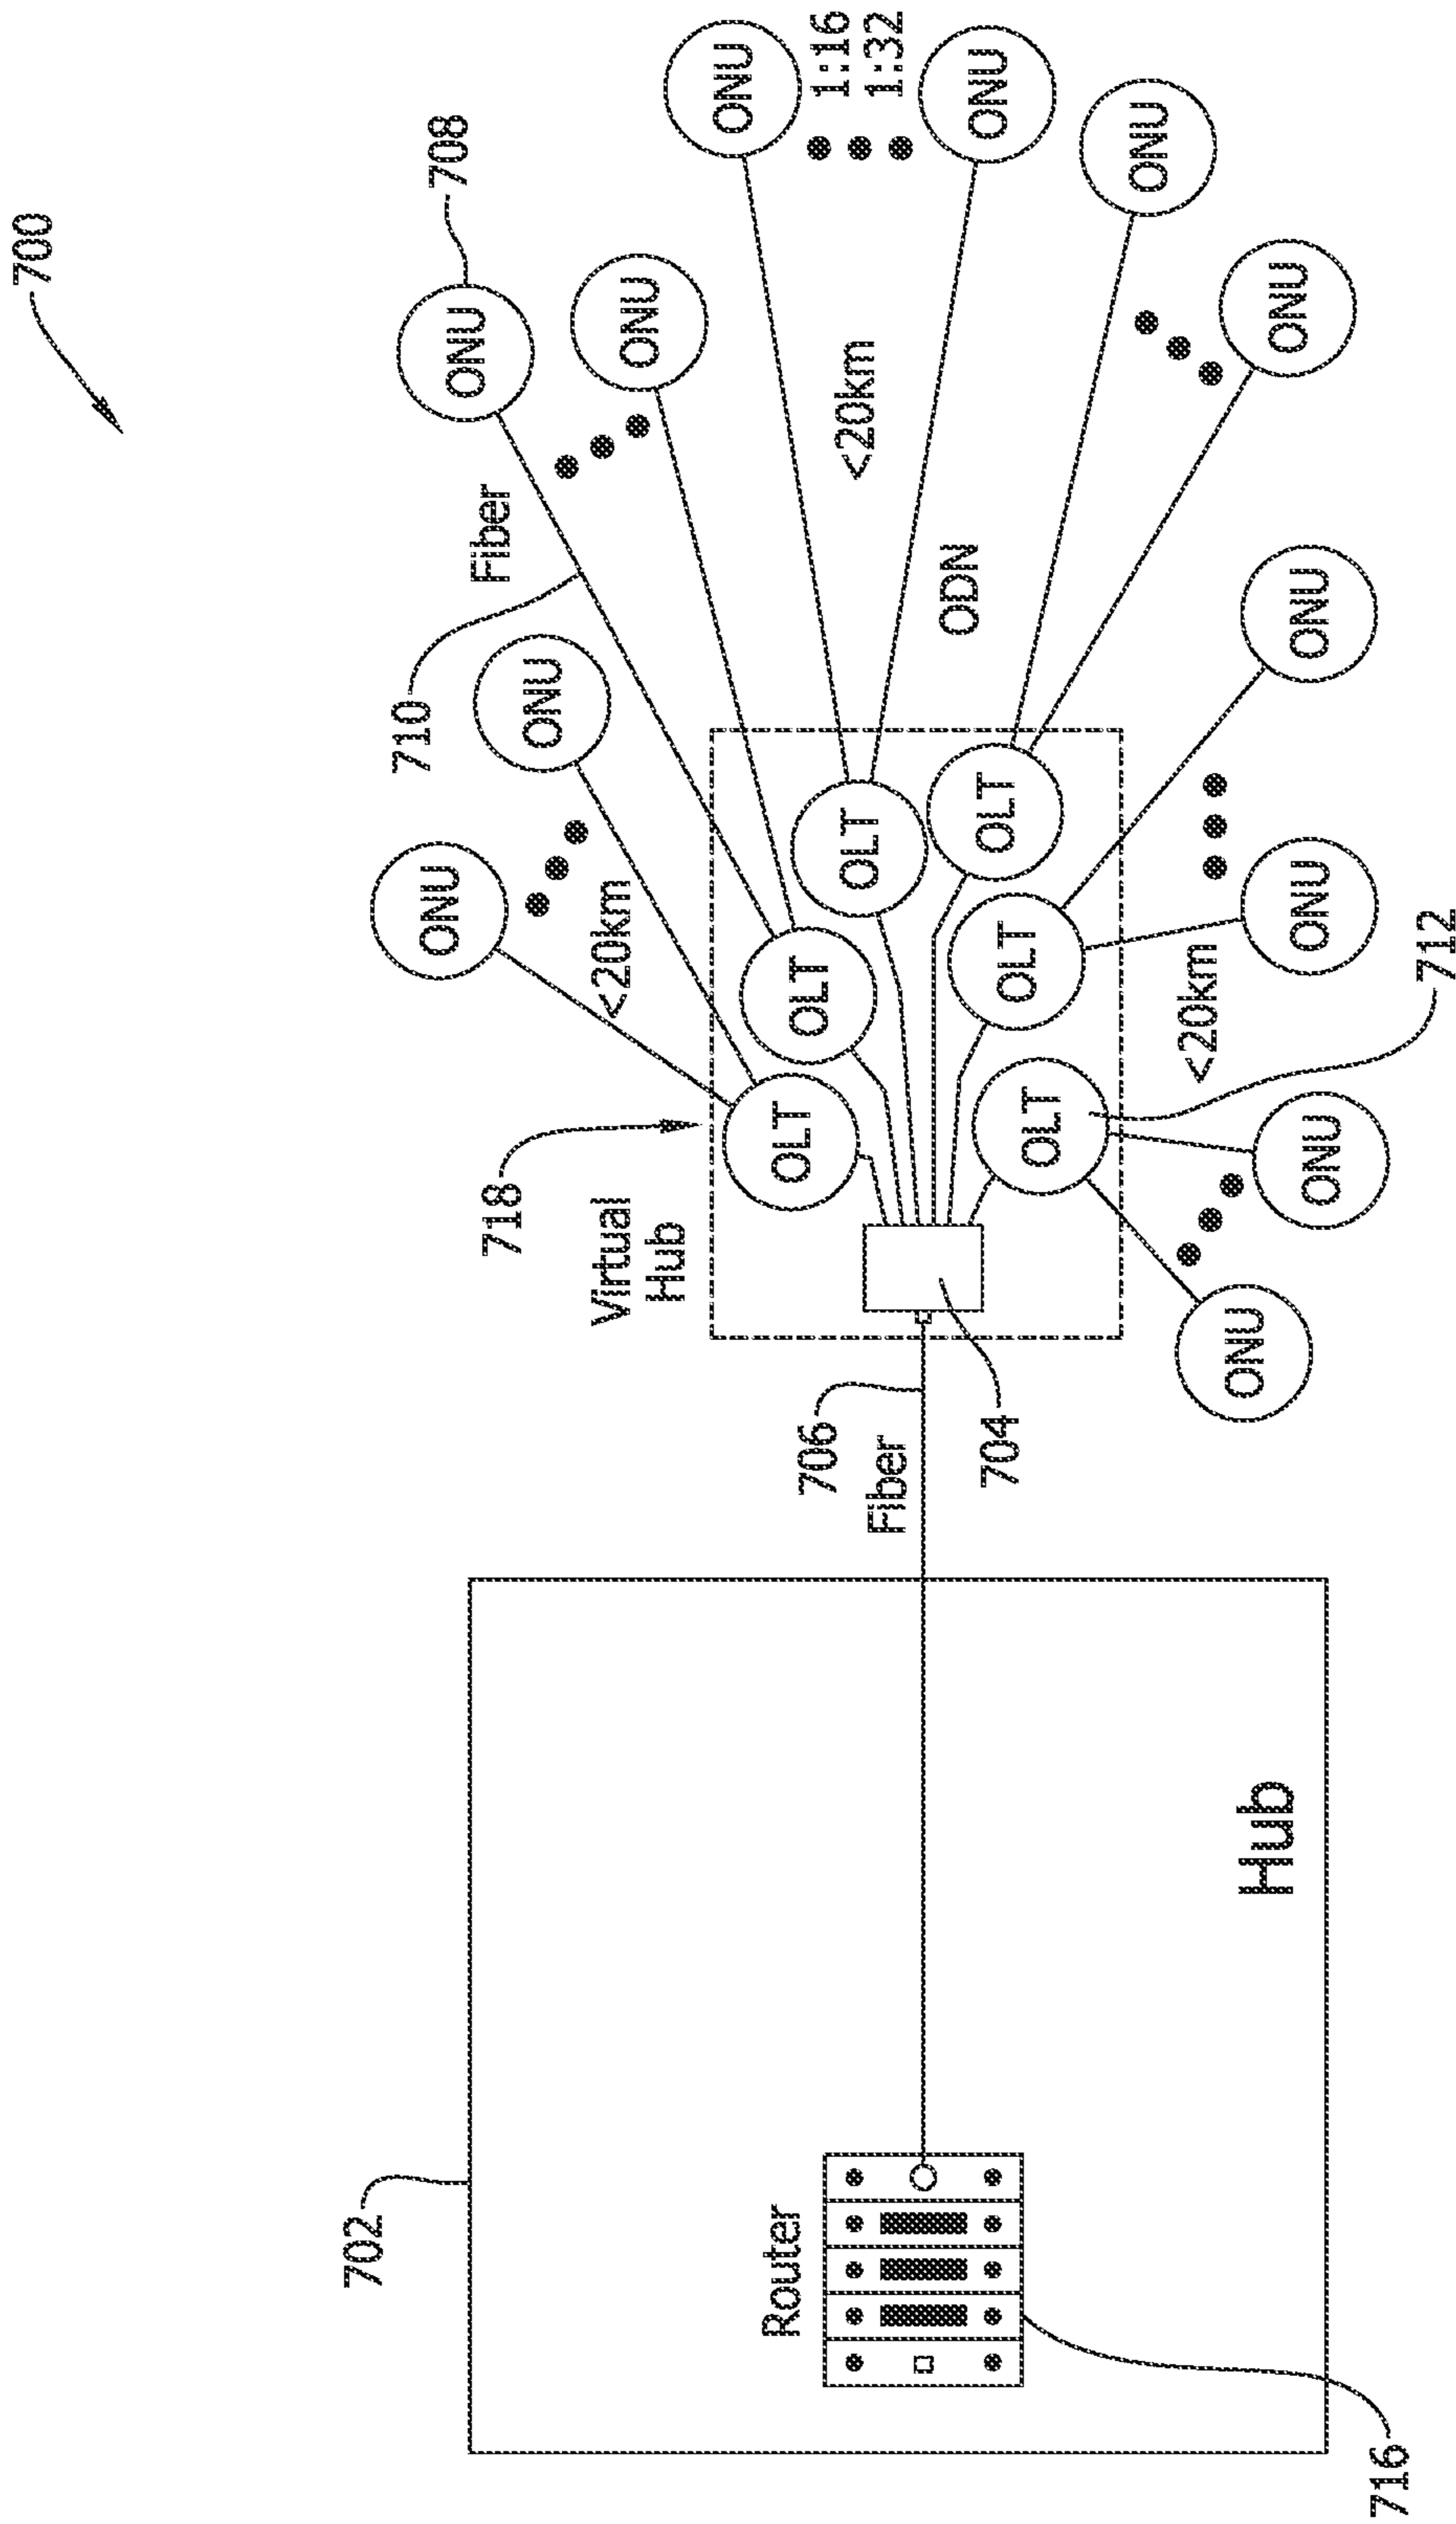 700
708
ONU
ONU
1:16
1:32
ONU
ONU
ONU
ONU
ONU
ONU
ONU
ONU
ONU
ONU
Fiber
710
<20km
<20km
<20km
ODN
718
Virtual
Hub
OLT
OLT
OLT
OLT
OLT
OLT
712
706
Fiber
704
702
Router
Hub
716